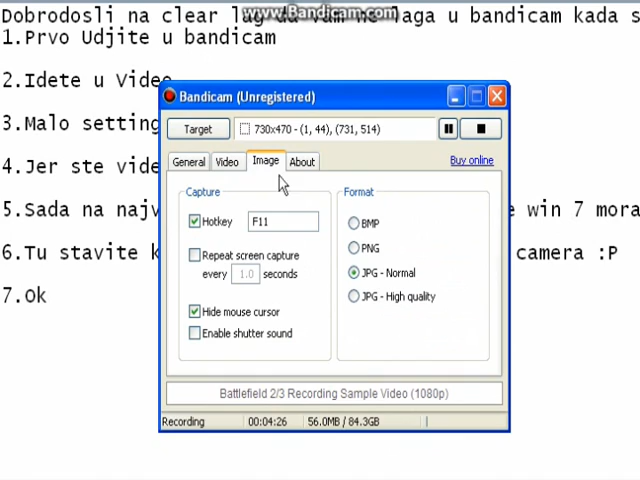 Dobrodosli na clear lag da vam ne laga u bandicam kada s
www.Bandicam.com
1.Prvo Udjite u bandicam
2.Idete u Video
3.Malo setting
4.Jer ste vide
5.Sada na najv e win 7 mora
6.Tu stavite k camera :P
7.Ok
Bandicam (Unregistered)
Target 730x470 - (1, 44), (731, 514)
General Video Image About Buy online
Capture Format
Hotkey F11 BMP
PNG
Repeat screen capture
every 1.0 seconds JPG - Normal
JPG - High quality
Hide mouse cursor
Enable shutter sound
Battlefield 2/3 Recording Sample Video (1080p)
Recording 00:04:26 56.0MB / 84.3GB